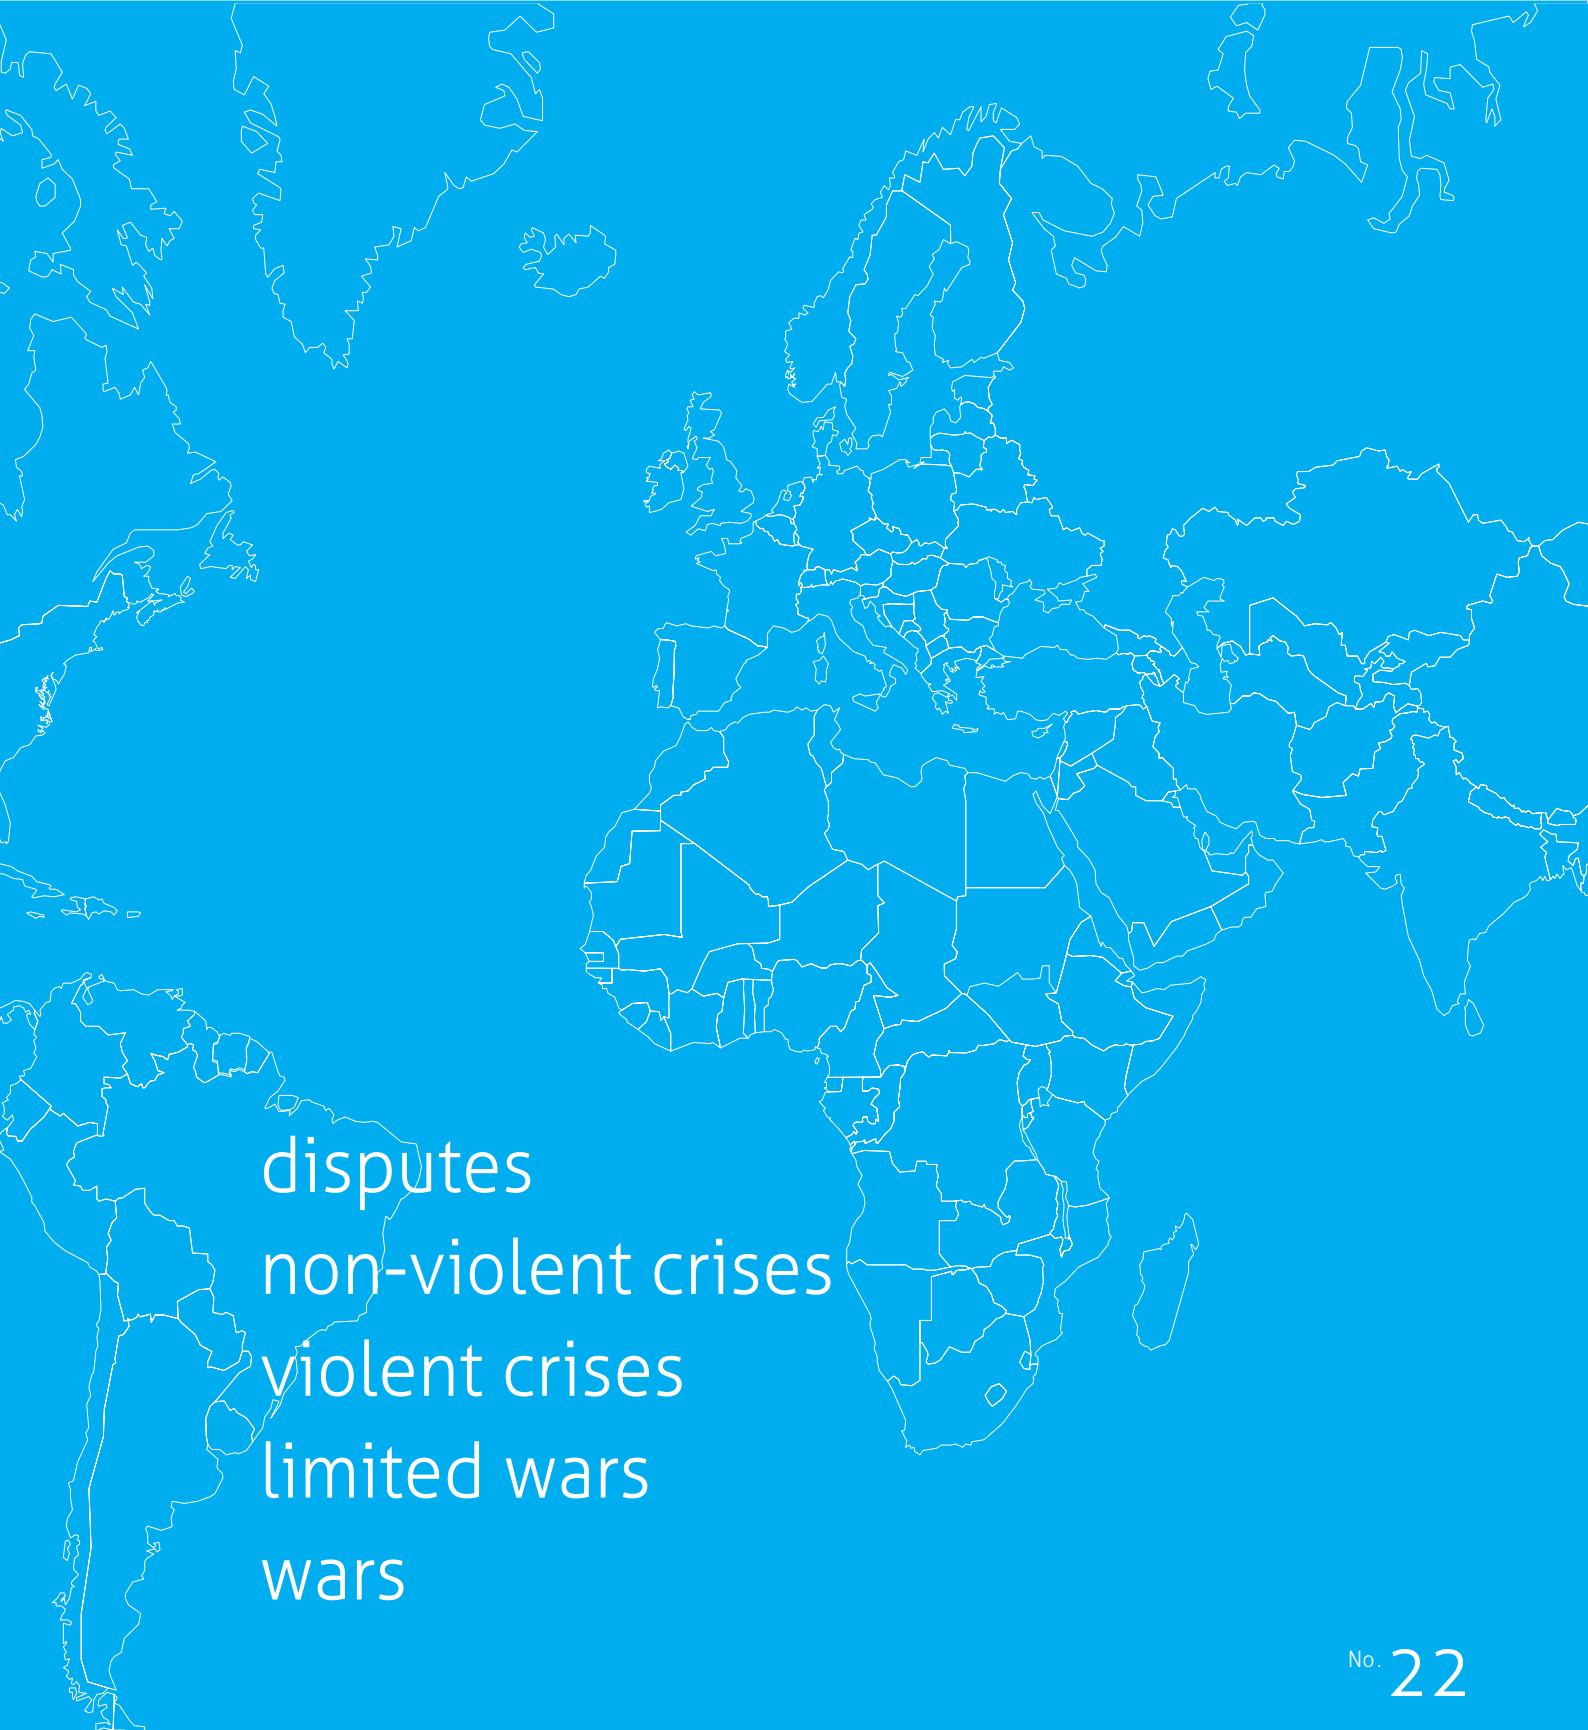 disputes
non-violent crises
violent crises
limited wars
wars
No. 22